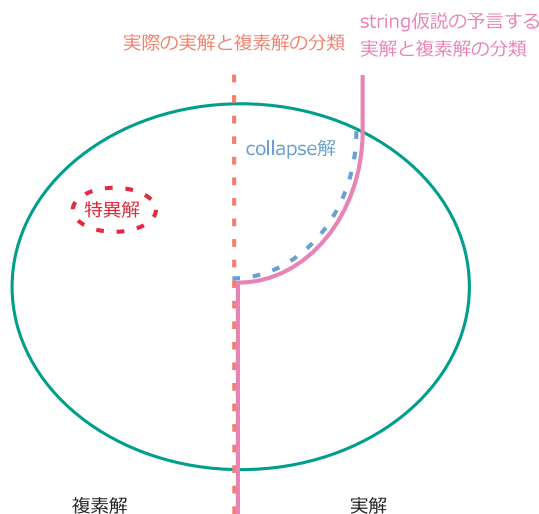 string仮説の予言する
実解と複素解の分類
実際の実解と複素解の分類
collapse解
特異解
複素解
実解